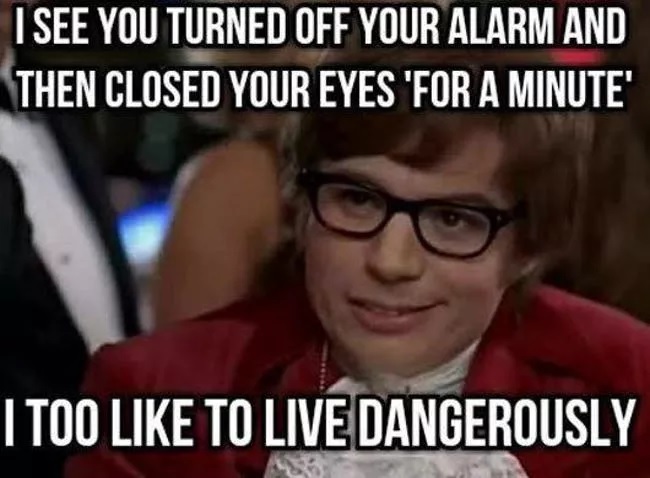 I SEE YOU TURNED OFF YOUR ALARM AND
THEN CLOSED YOUR EYES 'FOR A MINUTE'
I TOO LIKE TO LIVE DANGEROUSLY